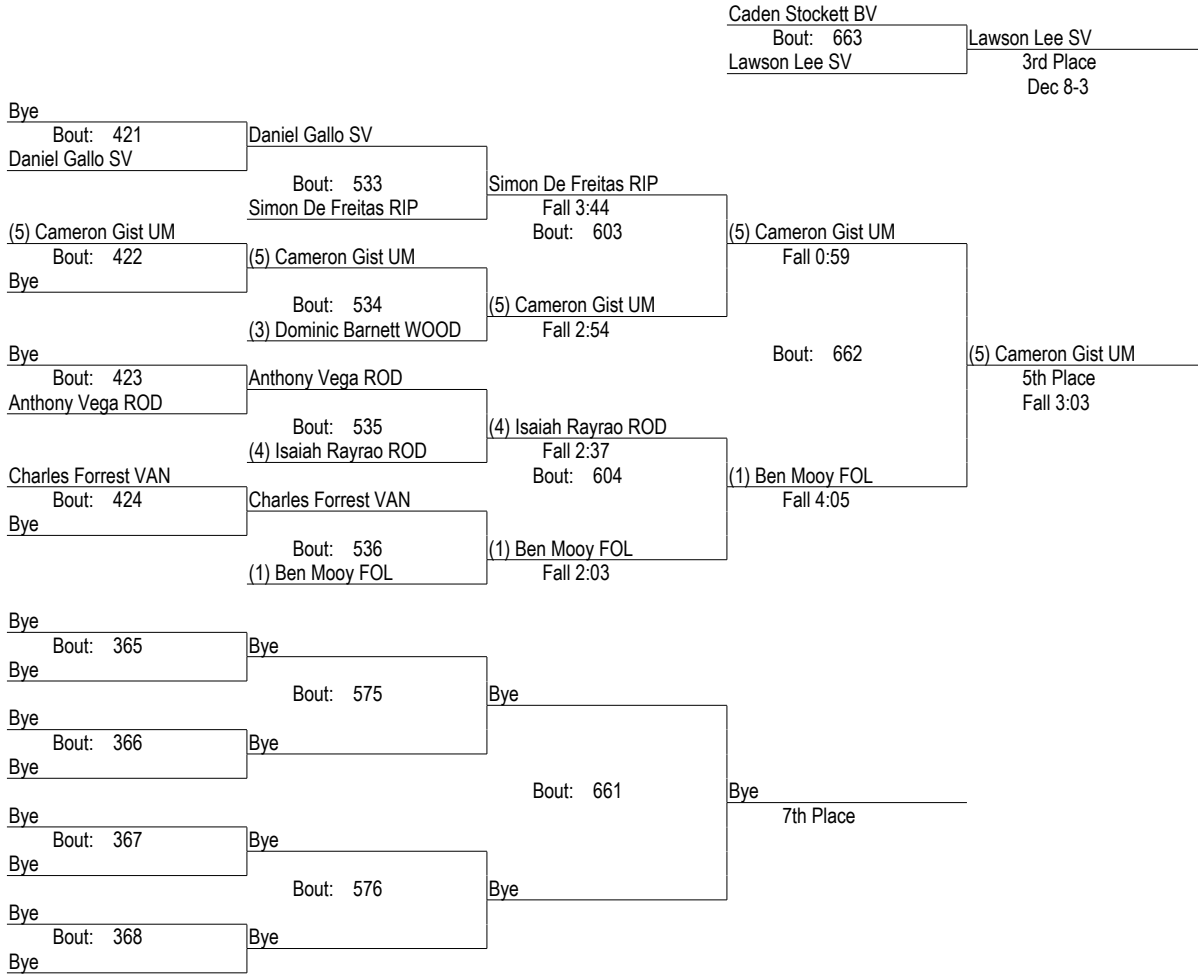 Caden Stockett BV
Bout: 663
Lawson Lee SV
Lawson Lee SV
3rd Place
Dec 8-3
Bye
Bout: 421
Daniel Gallo SV
Daniel Gallo SV
Bout: 533
Simon De Freitas RIP
Simon De Freitas RIP
Fall 3:44
Bout: 603
(5) Cameron Gist UM
Bout: 422
Bye
(5) Cameron Gist UM
Bout: 534
(3) Dominic Barnett WOOD
(5) Cameron Gist UM
Fall 2:54
(5) Cameron Gist UM
Fall 0:59
Bye
Bout: 423
Anthony Vega ROD
Anthony Vega ROD
Bout: 535
(4) Isaiah Rayrao ROD
(4) Isaiah Rayrao ROD
Fall 2:37
Bout: 604
Bout: 662
(5) Cameron Gist UM
5th Place
Fall 3:03
Charles Forrest VAN
Bout: 424
Bye
Charles Forrest VAN
Bout: 536
(1) Ben Mooy FOL
(1) Ben Mooy FOL
Fall 2:03
(1) Ben Mooy FOL
Fall 4:05
Bye
Bout: 365
Bye
Bye
Bout: 575
Bye
Bye
Bout: 366
Bye
Bye
Bout: 661
Bye
7th Place
Bye
Bout: 367
Bye
Bye
Bout: 576
Bye
Bye
Bout: 368
Bye
Bye